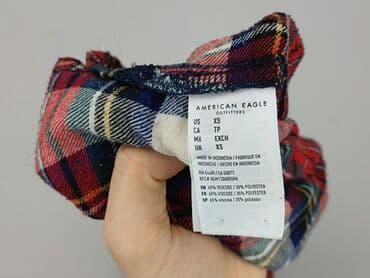 AMERICAN EAGLE
OUTFITTERS
US XS
CA TP
MX EXCH
UK XS
MADE IN INDONESIA / FABRIQUÉ EN
INDONÉSIE / HECHO EN INDONESIA
EN 65% VISCOSE / 35% POLYESTER
FR 65% VISCOSE / 35% POLYESTER
SP 65% viscosa / 35% poliéster